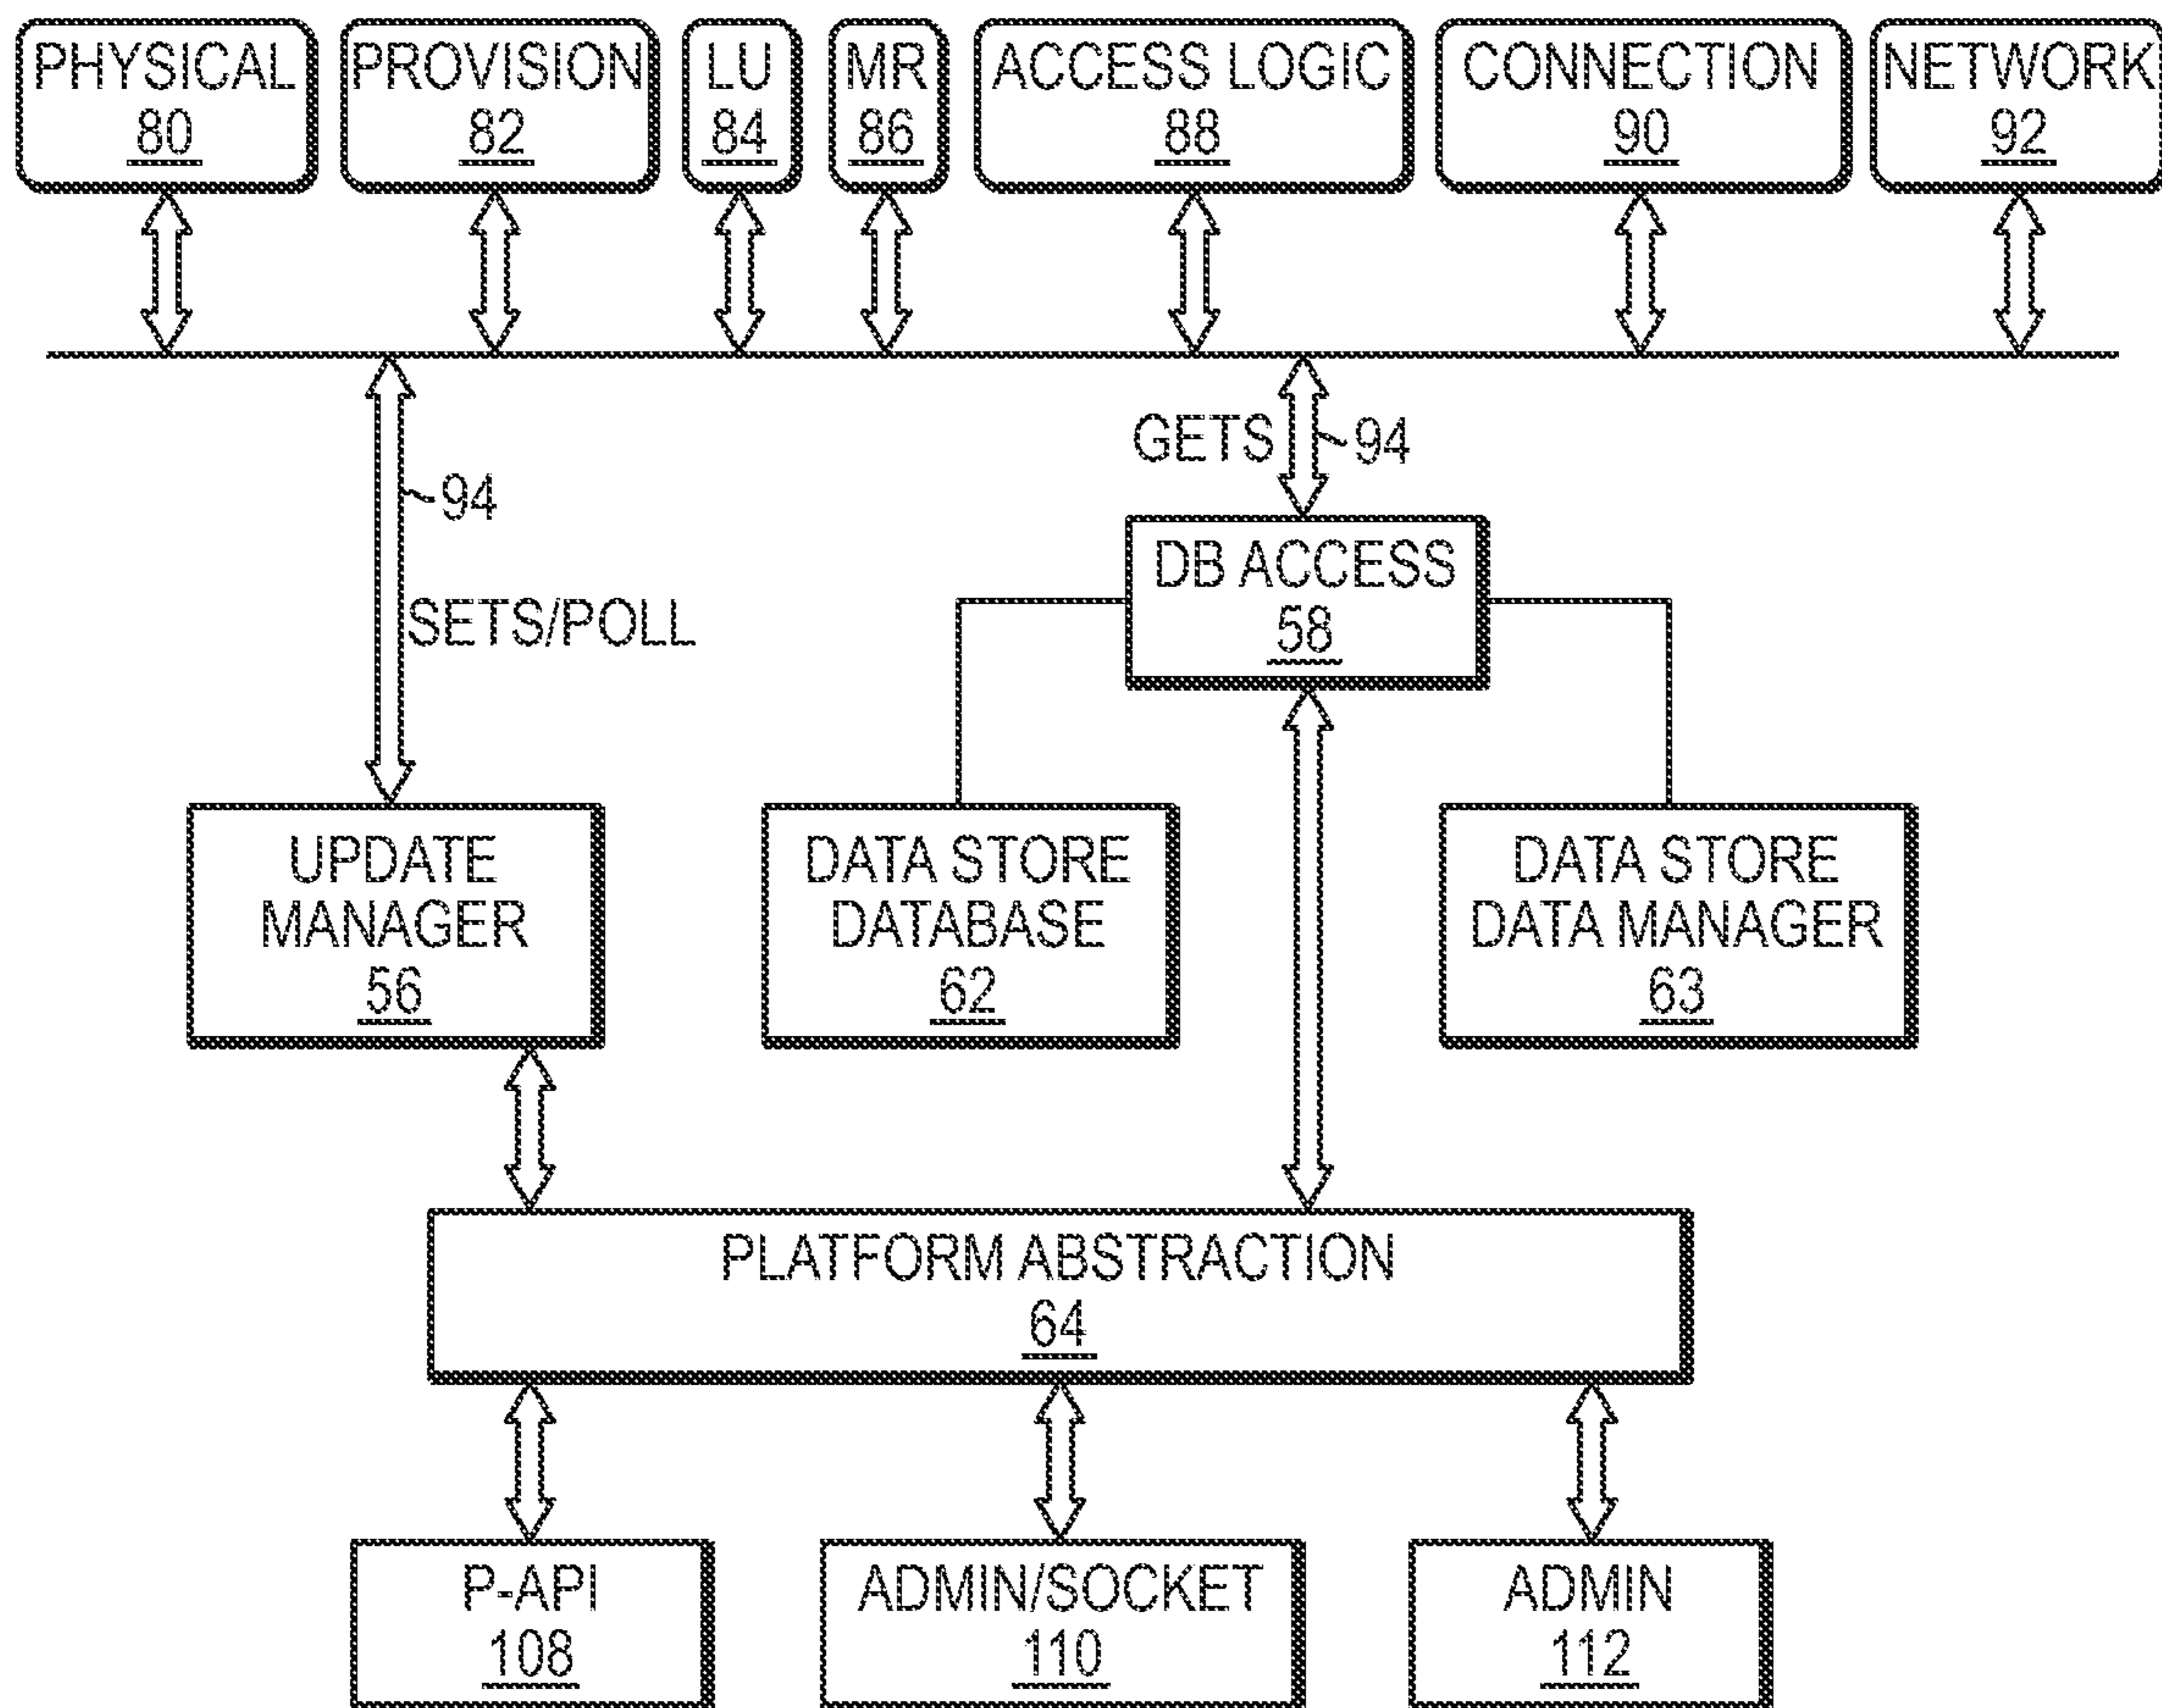 PHYSICAL
80
PROVISION
82
LU
84
MR
86
ACCESS LOGIC
88
CONNECTION
90
NETWORK
92
94
SETS/POLL
GETS
94
DB ACCESS
58
UPDATE
MANAGER
56
DATA STORE
DATABASE
62
DATA STORE
DATA MANAGER
63
PLATFORM ABSTRACTION
64
P-API
108
ADMIN/SOCKET
110
ADMIN
112